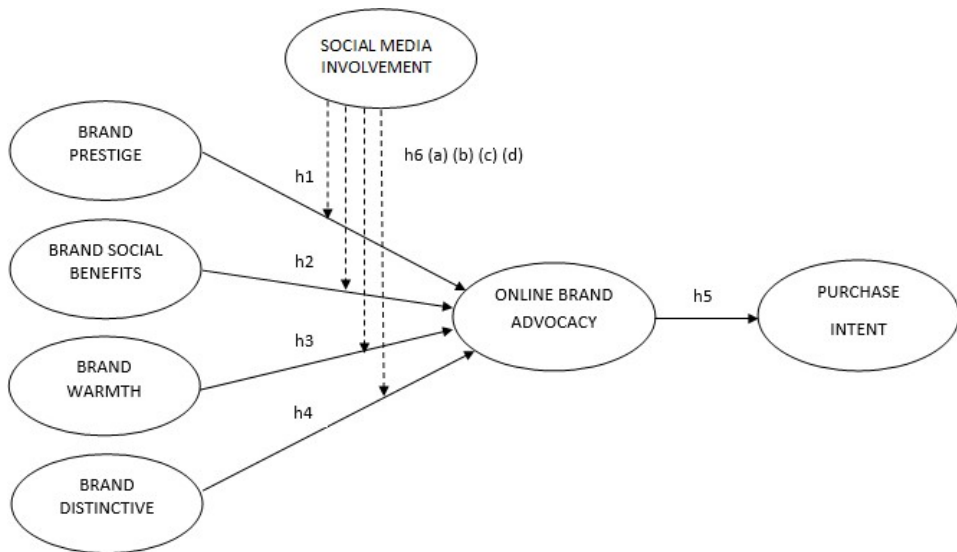 SOCIAL MEDIA
INVOLVEMENT
BRAND
PRESTIGE
h6 (a) (b) (c) (d)
h1
BRAND SOCIAL
BENEFITS
h2
ONLINE BRAND
ADVOCACY
h5
PURCHASE
INTENT
BRAND
WARMTH
h3
h4
BRAND
DISTINCTIVE